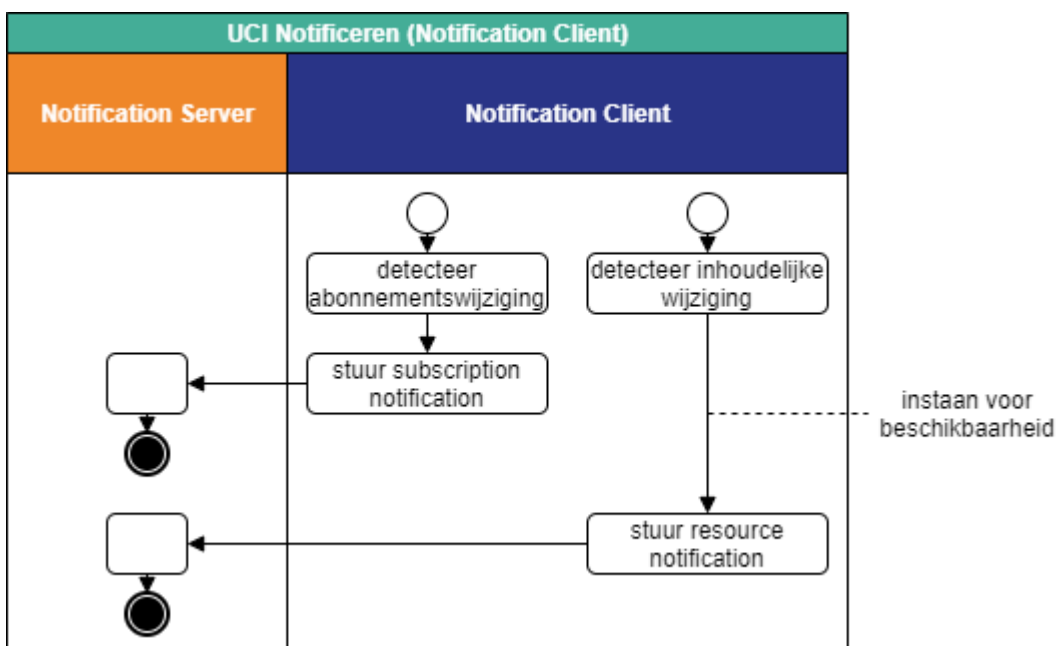 UCI Notificeren (Notification Client)
Notification Server
Notification Client
detecteer
abonnementswijziging
detecteer inhoudelijke
wijziging
stuur subscription
notification
instaan voor
beschikbaarheid
stuur resource
notification